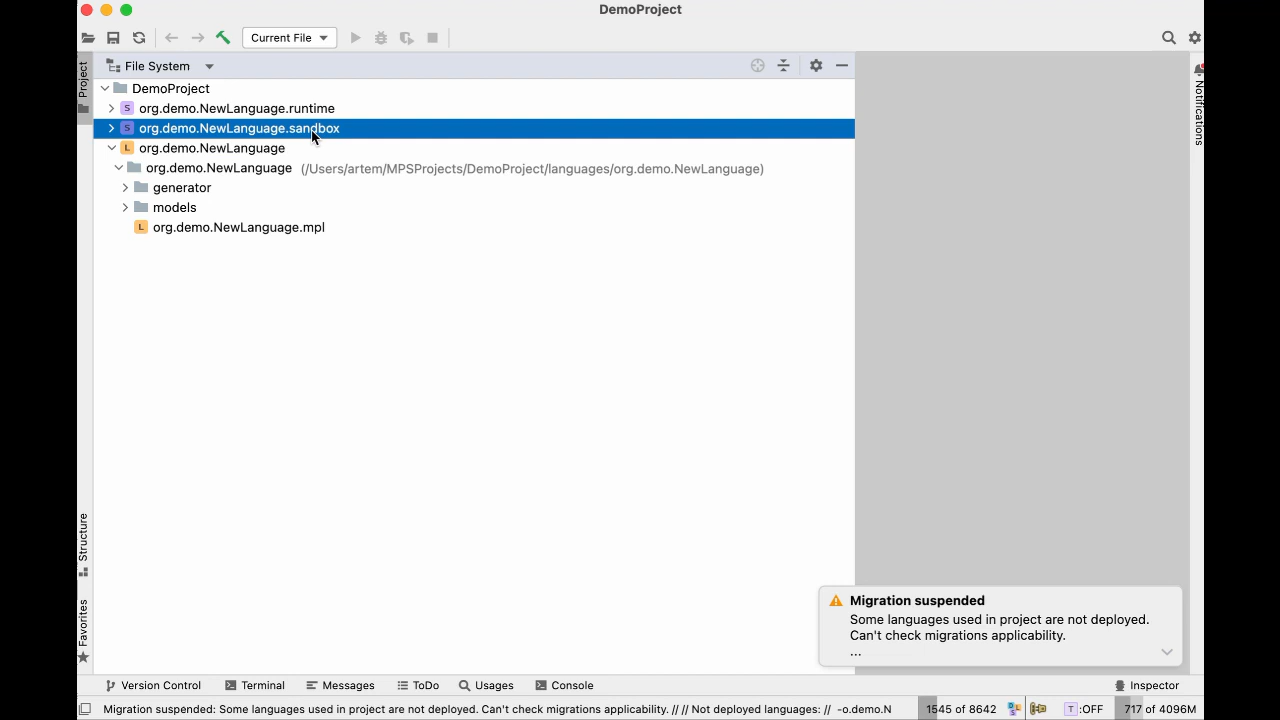 DemoProject
Current File
Project
File System
DemoProject
S org.demo.NewLanguage.runtime
S org.demo.NewLanguage.sandbox
L org.demo.NewLanguage
org.demo.NewLanguage (/Users/artem/MPSProjects/DemoProject/languages/org.demo.NewLanguage)
generator
models
L org.demo.NewLanguage.mpl
Notifications
Structure
Favorites
Migration suspended
Some languages used in project are not deployed.
Can't check migrations applicability.
...
Version Control Terminal Messages ToDo Usages Console Inspector
Migration suspended: Some languages used in project are not deployed. Can't check migrations applicability. // // Not deployed languages: // -o.demo.N 1545 of 8642 T :OFF 717 of 4096M